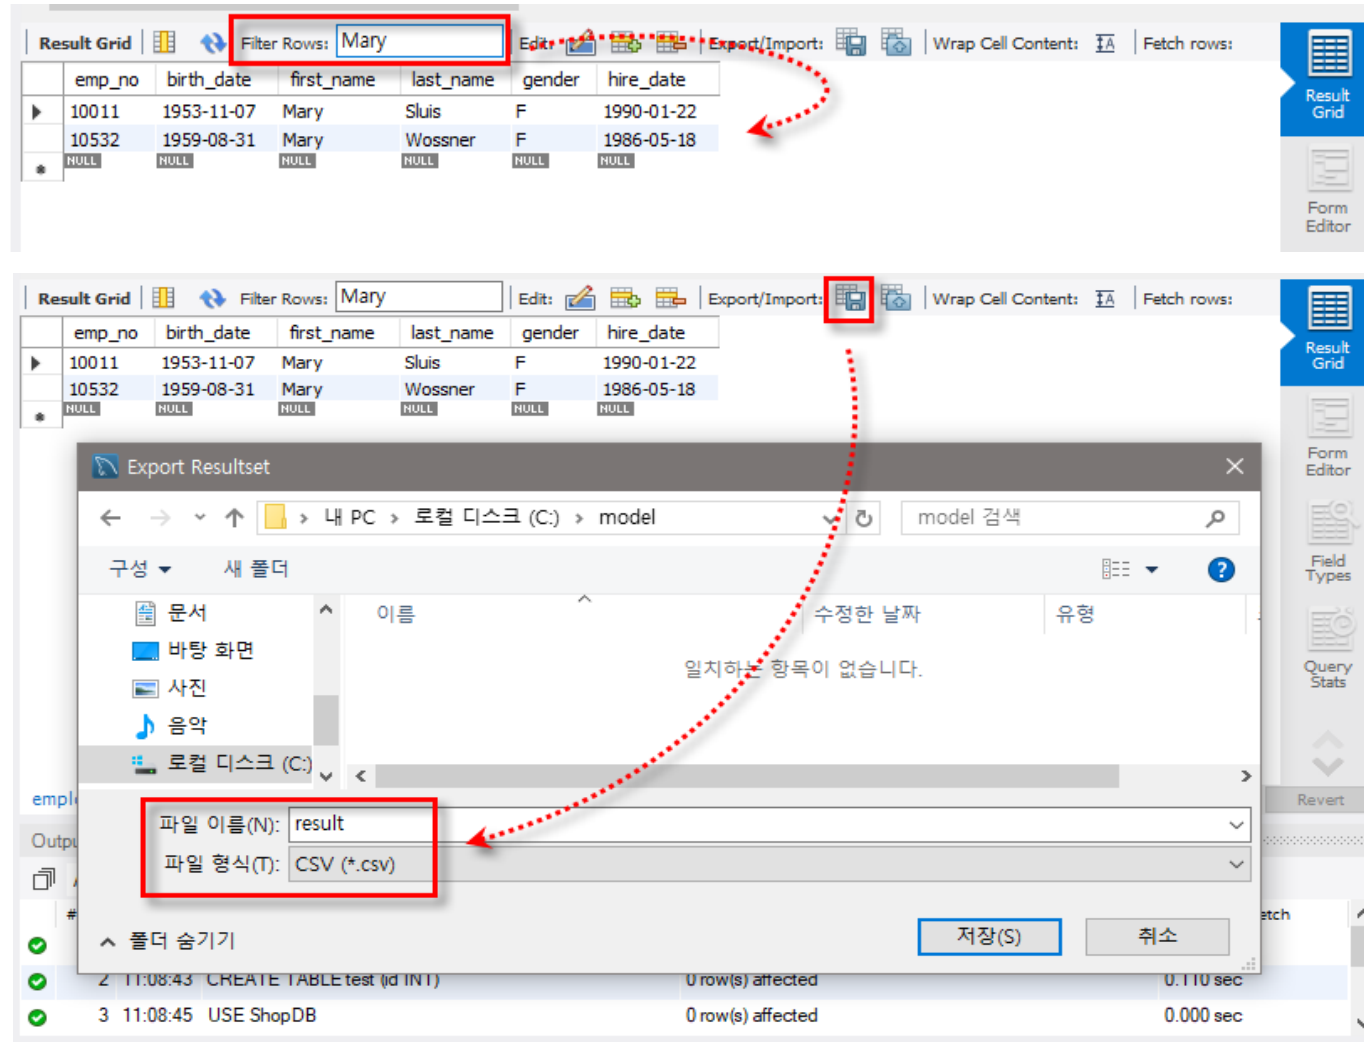 Result Grid Filter Rows: Mary Edit: Export/Import: Wrap Cell Content: Fetch rows:
emp_no birth_date first_name last_name gender hire_date
10011 1953-11-07 Mary Sluis F 1990-01-22
10532 1959-08-31 Mary Wossner F 1986-05-18
NULL NULL NULL NULL NULL NULL
Result
Grid
Form
Editor
Result Grid Filter Rows: Mary Edit: Export/Import: Wrap Cell Content: Fetch rows:
emp_no birth_date first_name last_name gender hire_date
10011 1953-11-07 Mary Sluis F 1990-01-22
10532 1959-08-31 Mary Wossner F 1986-05-18
NULL NULL NULL NULL NULL NULL
Result
Grid
Form
Editor
Field
Types
Query
Stats
Export Resultset
내 PC > 로컬 디스크 (C:) > model
model 검색
구성 새 폴더
문서
바탕 화면
사진
음악
로컬 디스크 (C:)
이름 수정한 날짜 유형
일치하는 항목이 없습니다.
파일 이름(N): result
파일 형식(T): CSV (*.csv)
폴더 숨기기 저장(S) 취소
Revert
#
2 11:08:43 CREATE TABLE test (id INT) 0 row(s) affected 0.110 sec
3 11:08:45 USE ShopDB 0 row(s) affected 0.000 sec